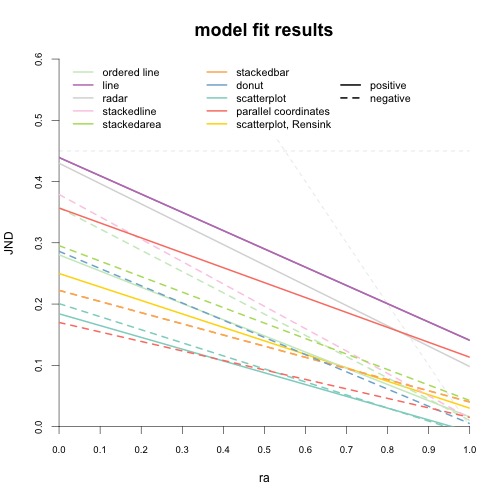 model fit results
ordered line
line
radar
stackedline
stackedarea
stackedbar
donut
scatterplot
parallel coordinates
scatterplot, Rensink
positive
negative
JND
0.6
0.5
0.4
0.3
0.2
0.1
0.0
0.0 0.1 0.2 0.3 0.4 0.5 0.6 0.7 0.8 0.9 1.0
ra